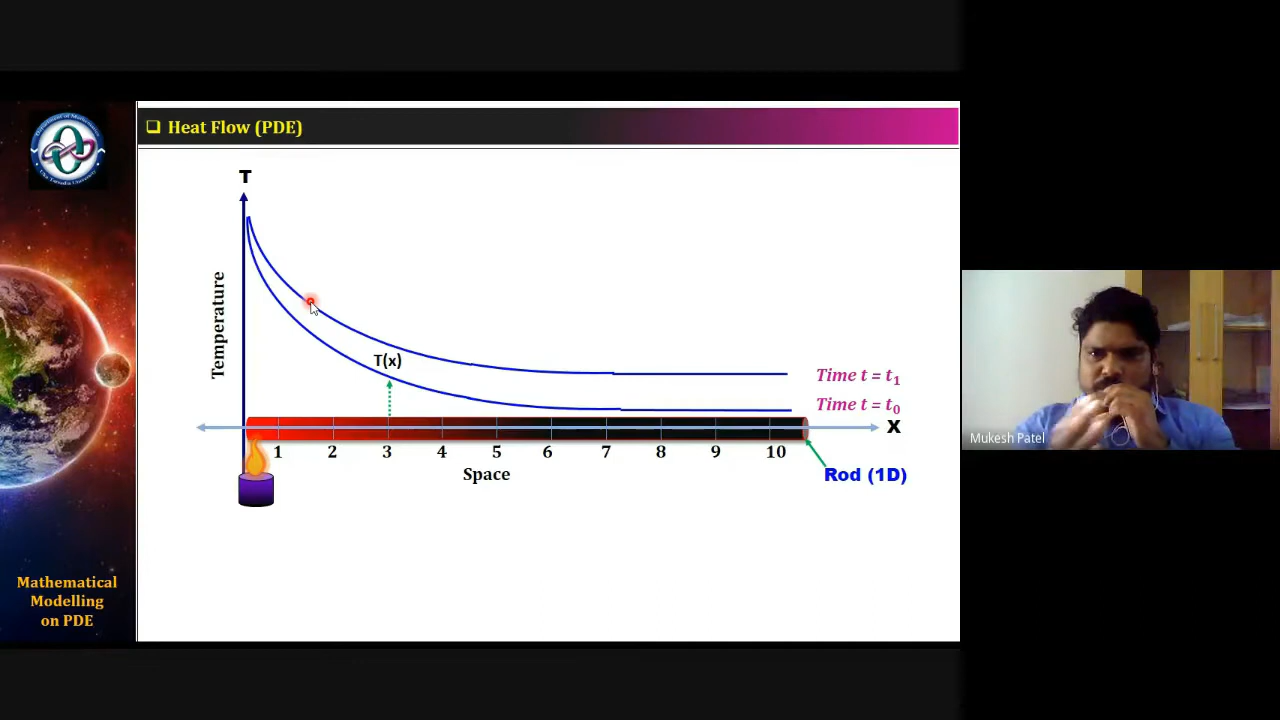 ❑ Heat Flow (PDE)
T
Temperature
T(x)
Time t = t₁
Time t = t₀
X
1 2 3 4 5 6 7 8 9 10
Space
Rod (1D)
Mathematical
Modelling
on PDE
Mukesh Patel